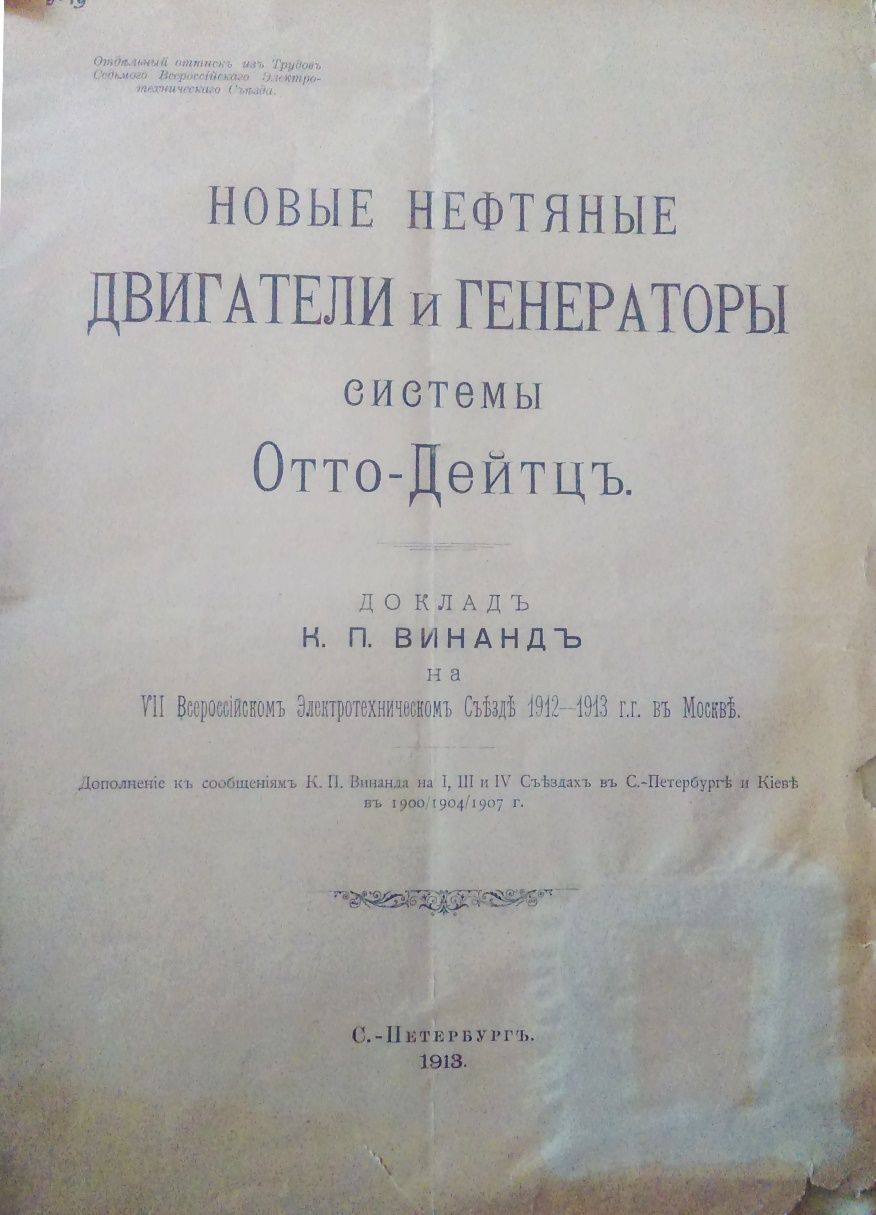 Отдѣльный оттискъ изъ Трудовъ
Седьмого Всероссійскаго Электро-
техническаго Съѣзда.
НОВЫЕ НЕФТЯНЫЕ
ДВИГАТЕЛИ и ГЕНЕРАТОРЫ
системы
Отто-Дейтцъ.
ДОКЛАДЪ
К. П. ВИНАНДЪ
на
VII Всероссійскомъ Электротехническомъ Съѣздѣ 1912—1913 г.г. въ Москвѣ.
Дополненіе къ сообщеніямъ К. П. Винанда на I, III и IV Съѣздахъ въ С.-Петербургѣ и Кіевѣ
въ 1900/1904/1907 г.
С.-Петербургъ.
1913.